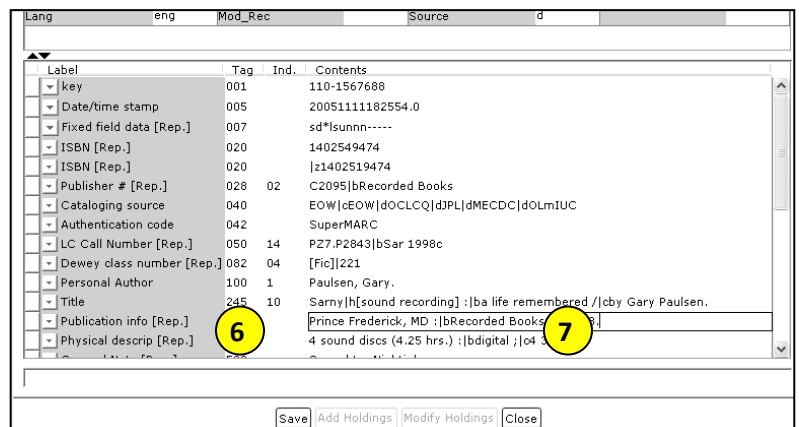 Lang eng Mod_Rec Source d
Label Tag Ind. Contents
key 001 110-1567688
Date/time stamp 005 20051111182554.0
Fixed field data [Rep.] 007 sd*lsunnn-----
ISBN [Rep.] 020 1402549474
ISBN [Rep.] 020 |z1402519474
Publisher # [Rep.] 028 02 C2095|bRecorded Books
Cataloging source 040 EOW|cEOW|dOCLCQ|dJPL|dMECDC|dOLmIUC
Authentication code 042 SuperMARC
LC Call Number [Rep.] 050 14 PZ7.P2843|bSar 1998c
Dewey class number [Rep.] 082 04 [Fic]|221
Personal Author 100 1 Paulsen, Gary.
Title 245 10 Sarny|h[sound recording] :|ba life remembered /|cby Gary Paulsen.
Publication info [Rep.] 6 Prince Frederick, MD :|bRecorded Books 7
Physical descrip [Rep.] 4 sound discs (4.25 hrs.) :|bdigital ;|c4
Save Add Holdings Modify Holdings Close